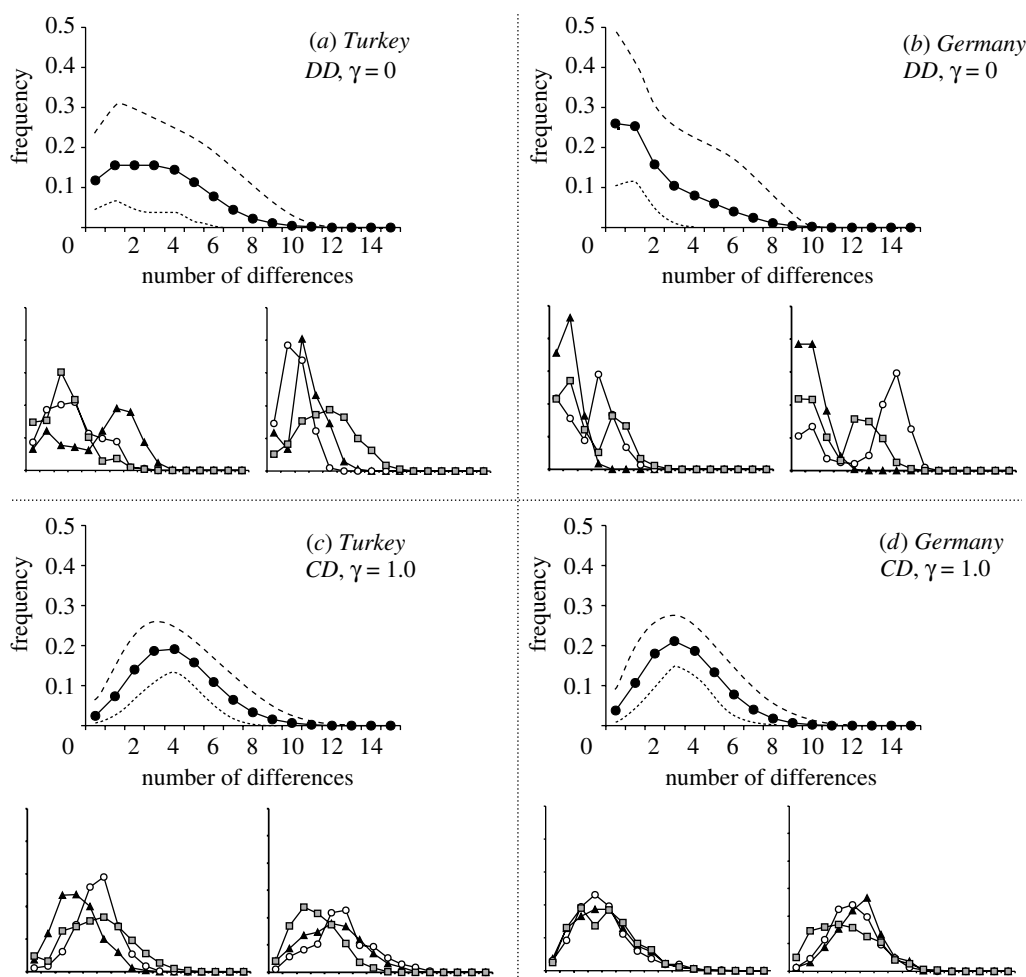 (a) Turkey
DD, γ = 0
frequency
0.5
0.4
0.3
0.2
0.1
0 2 4 6 8 10 12 14
number of differences
(b) Germany
DD, γ = 0
frequency
0.5
0.4
0.3
0.2
0.1
0 2 4 6 8 10 12 14
number of differences
(c) Turkey
CD, γ = 1.0
frequency
0.5
0.4
0.3
0.2
0.1
0 2 4 6 8 10 12 14
number of differences
(d) Germany
CD, γ = 1.0
frequency
0.5
0.4
0.3
0.2
0.1
0 2 4 6 8 10 12 14
number of differences